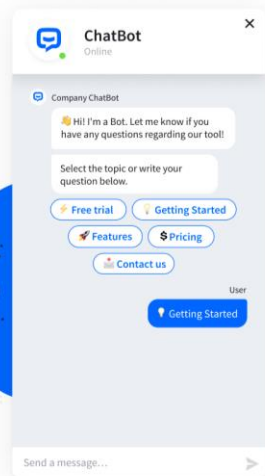 ChatBot
Online
Company ChatBot
👋 Hi! I'm a Bot. Let me know if you
have any questions regarding our tool!
Select the topic or write your
question below.
⚡ Free trial
💡 Getting Started
🚀 Features
$ Pricing
📩 Contact us
User
💡 Getting Started
Send a message...